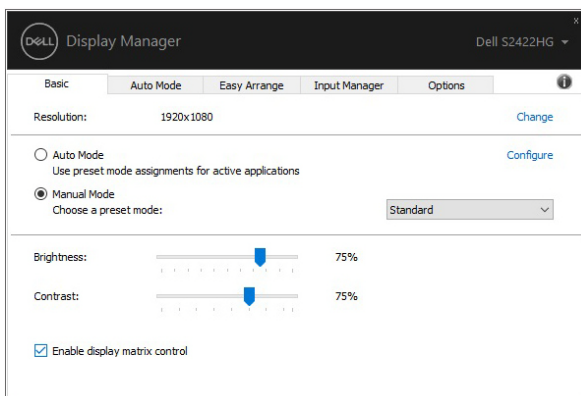 DELL Display Manager
Dell S2422HG
x
Basic Auto Mode Easy Arrange Input Manager Options
Resolution: 1920x1080 Change
Auto Mode Configure
Use preset mode assignments for active applications
Manual Mode
Choose a preset mode: Standard
Brightness: 75%
Contrast: 75%
Enable display matrix control